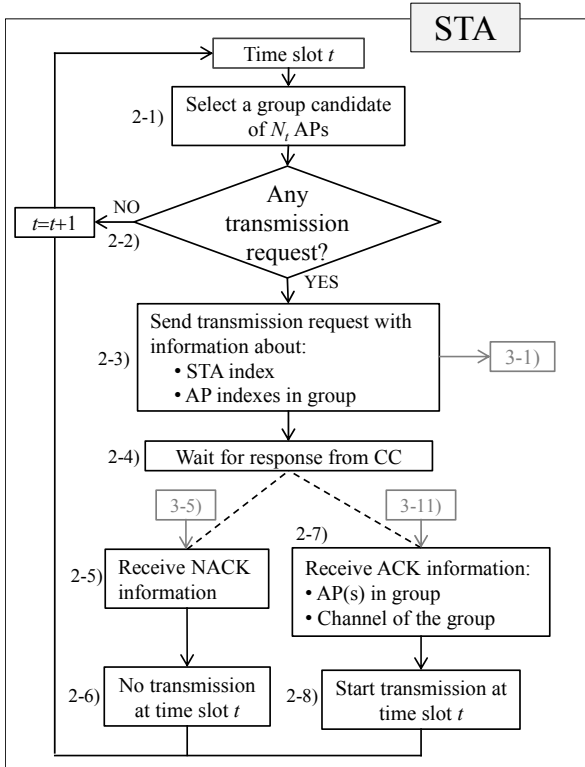 STA
Time slot t
2-1)
Select a group candidate
of Nt APs
Any
transmission
request?
NO
t=t+1
2-2)
YES
2-3)
Send transmission request with
information about:
• STA index
• AP indexes in group
3-1)
2-4)
Wait for response from CC
3-5)
3-11)
2-5)
Receive NACK
information
2-7)
Receive ACK information:
• AP(s) in group
• Channel of the group
2-6)
No transmission
at time slot t
2-8)
Start transmission at
time slot t